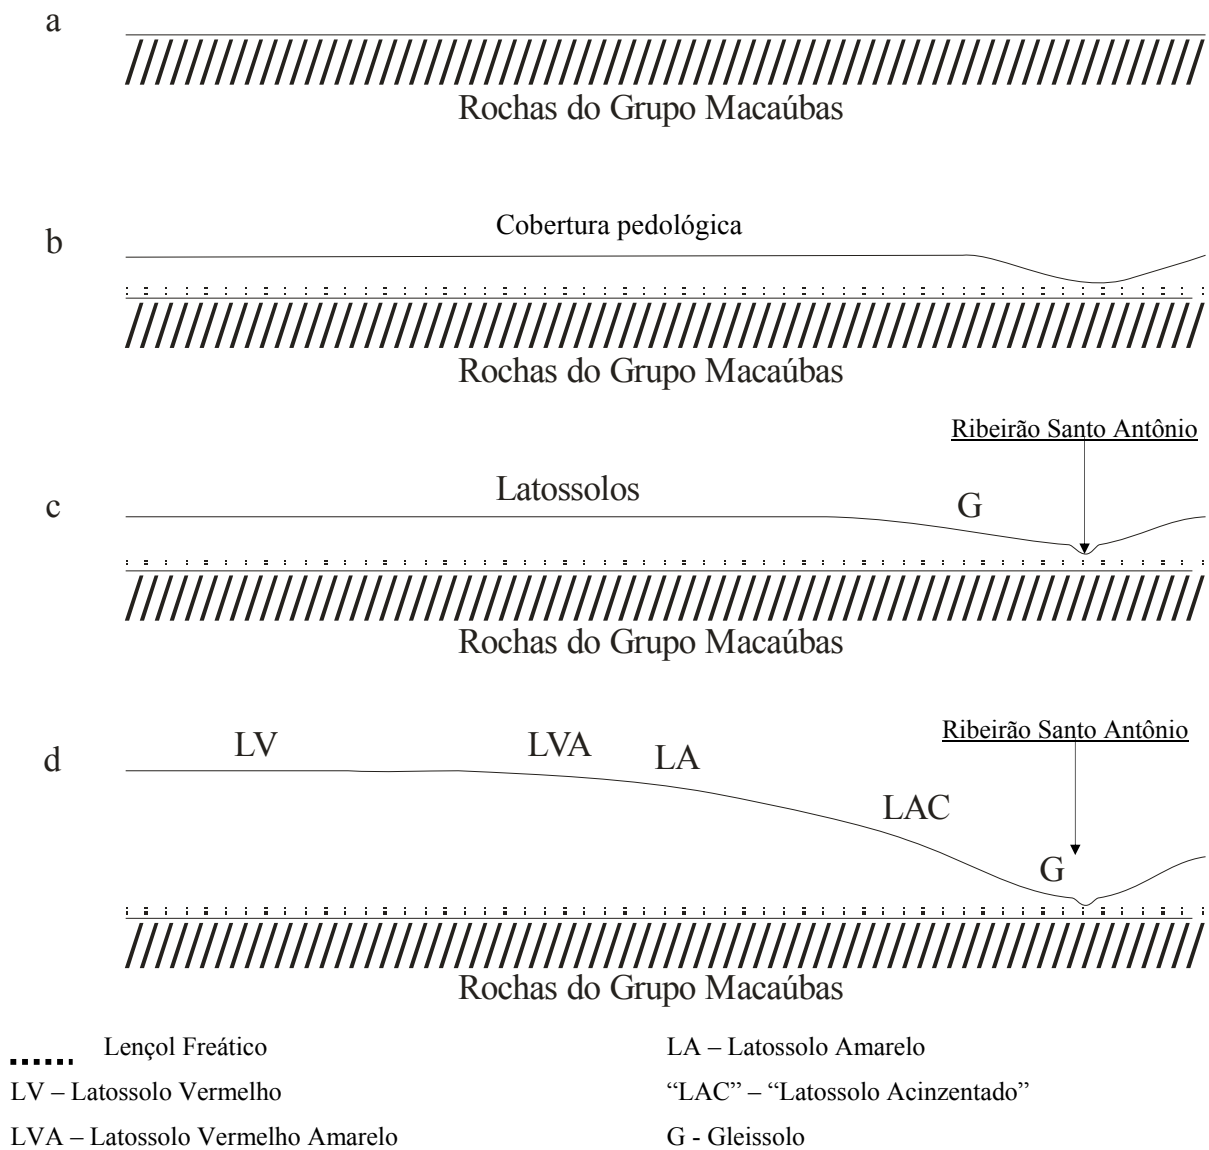 a
Rochas do Grupo Macaúbas
Cobertura pedológica
b
Rochas do Grupo Macaúbas
Ribeirão Santo Antônio
Latossolos
c
G
Rochas do Grupo Macaúbas
Ribeirão Santo Antônio
LV
LVA
LA
d
LAC
G
Rochas do Grupo Macaúbas
Lençol Freático
LA – Latossolo Amarelo
LV – Latossolo Vermelho
“LAC” – “Latossolo Acinzentado”
LVA – Latossolo Vermelho Amarelo
G - Gleissolo